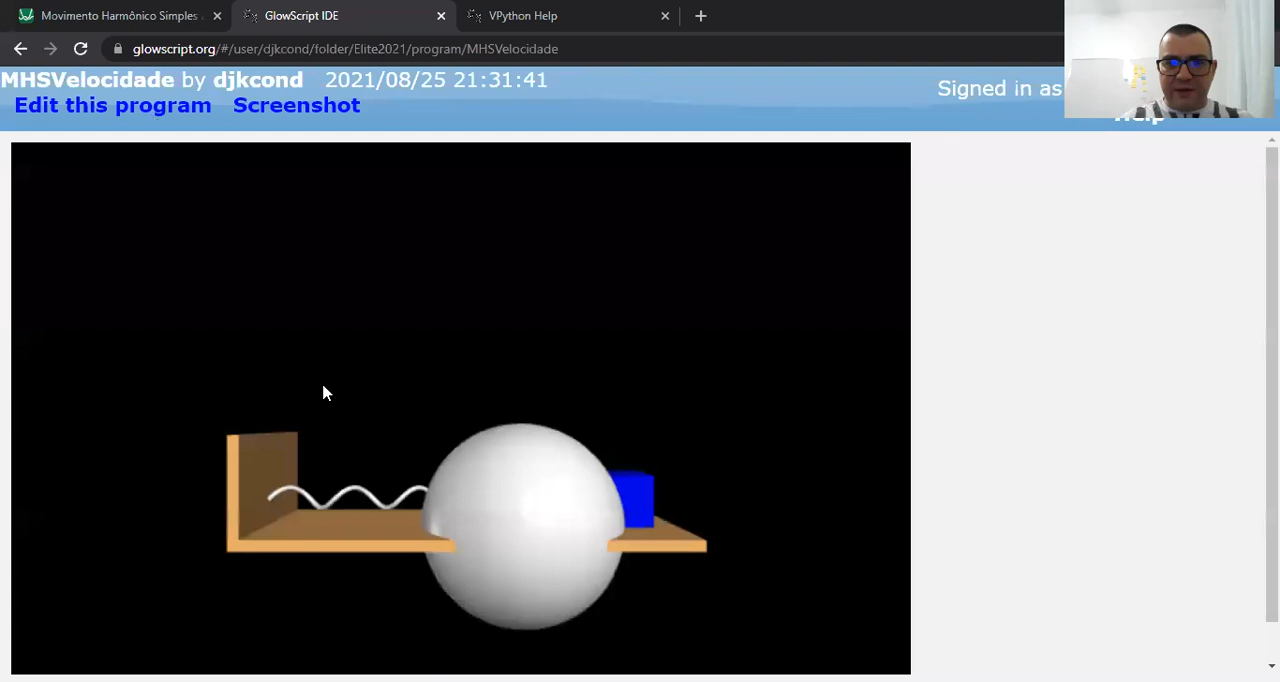 Movimento Harmônico Simples
GlowScript IDE
VPython Help
glowscript.org/#/user/djkcond/folder/Elite2021/program/MHSVelocidade
MHSVelocidade by djkcond 2021/08/25 21:31:41
Signed in as
Edit this program Screenshot
Help